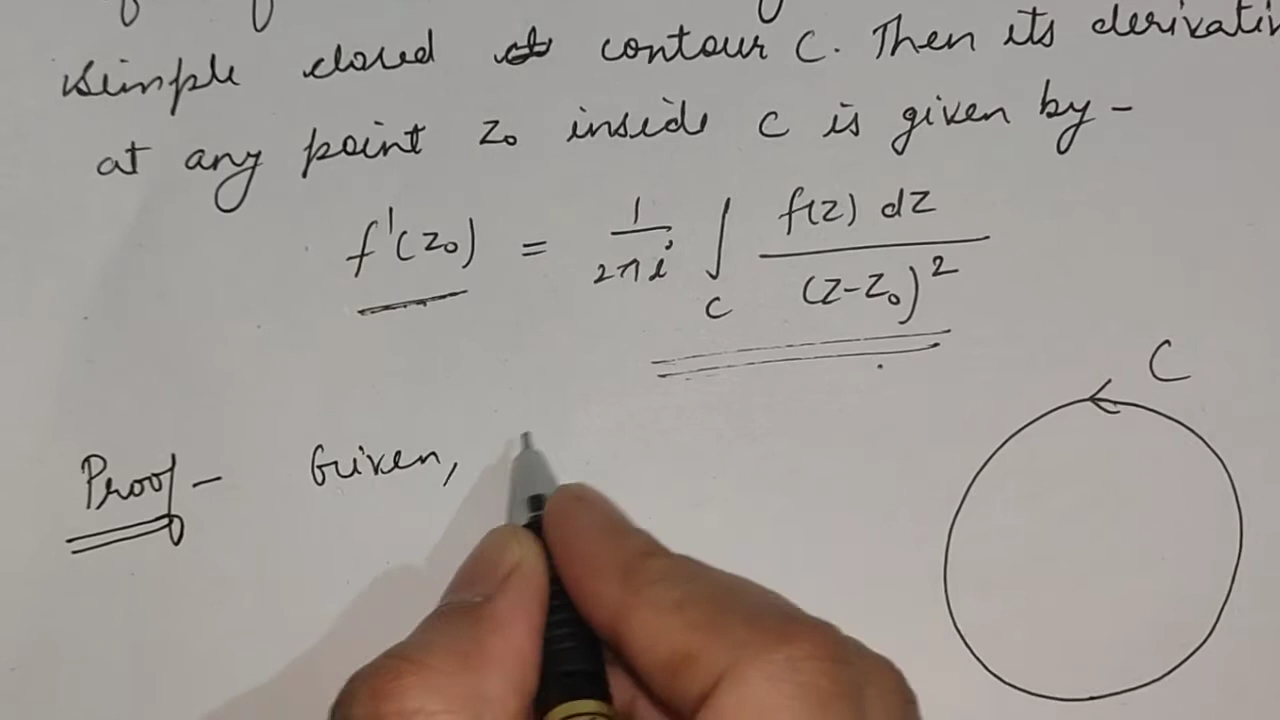 simple closed contour C. Then its derivativ
at any point z₀ inside C is given by -
f'(z₀) = 1/2πi ∫_C f(z) dz/(z-z₀)²
C
Proof - Given,